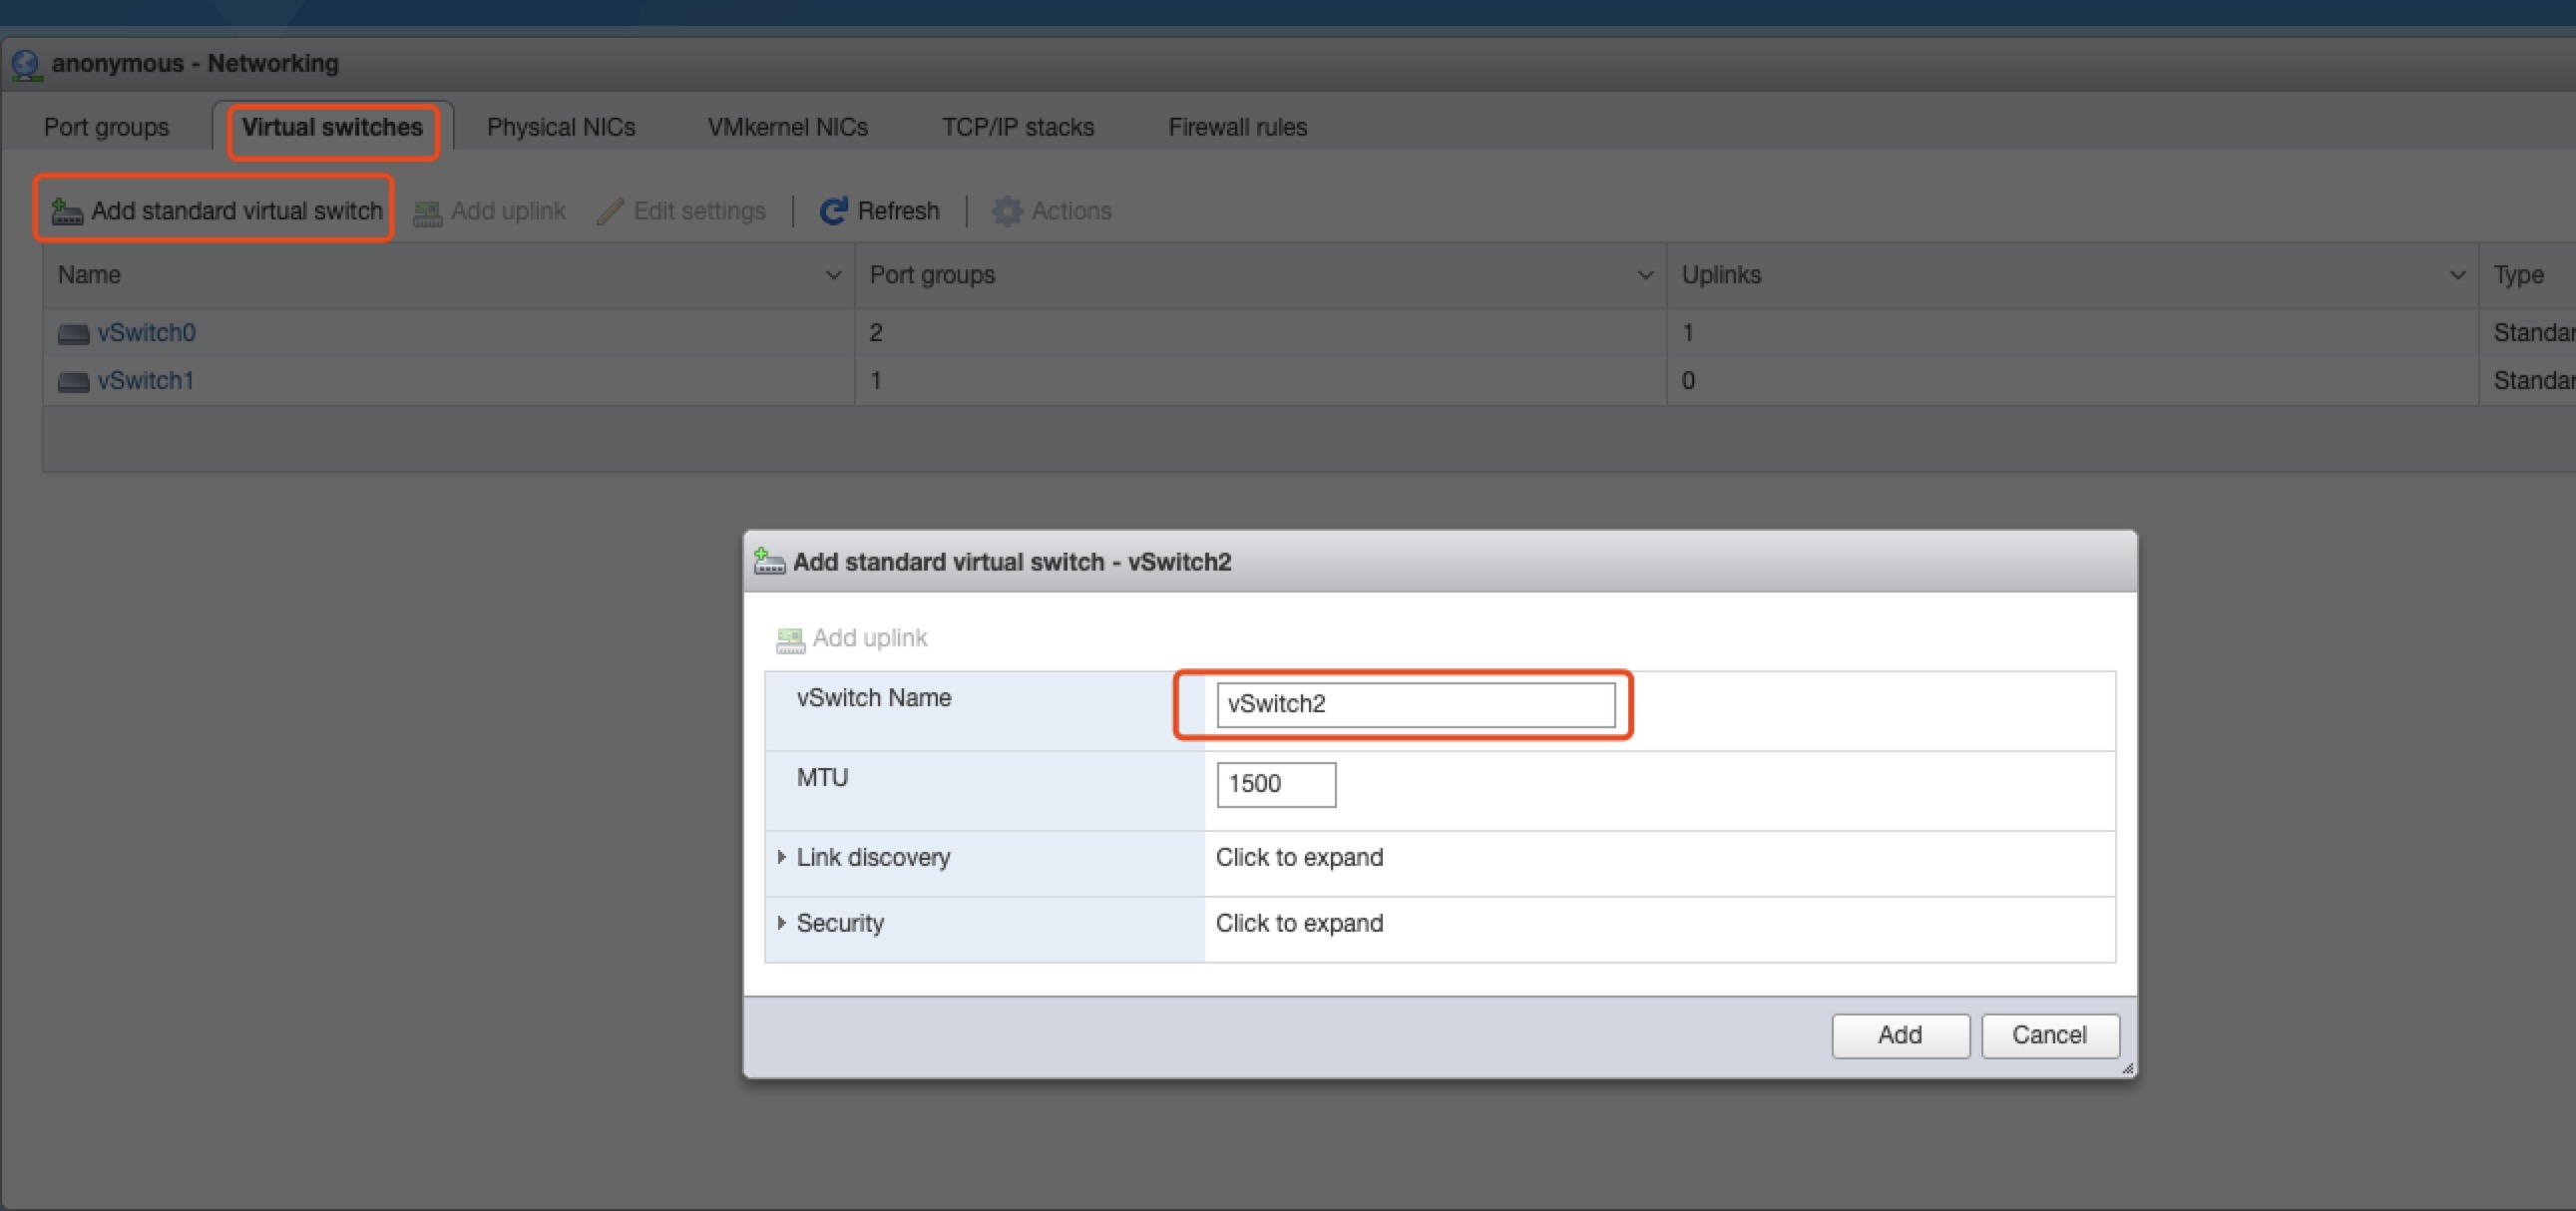 anonymous - Networking
Port groups Virtual switches Physical NICs VMkernel NICs TCP/IP stacks Firewall rules
Add standard virtual switch Add uplink Edit settings Refresh Actions
Name Port groups Uplinks Type
vSwitch0 2 1 Standar
vSwitch1 1 0 Standar
Add standard virtual switch - vSwitch2
Add uplink
vSwitch Name vSwitch2
MTU 1500
Link discovery Click to expand
Security Click to expand
Add Cancel